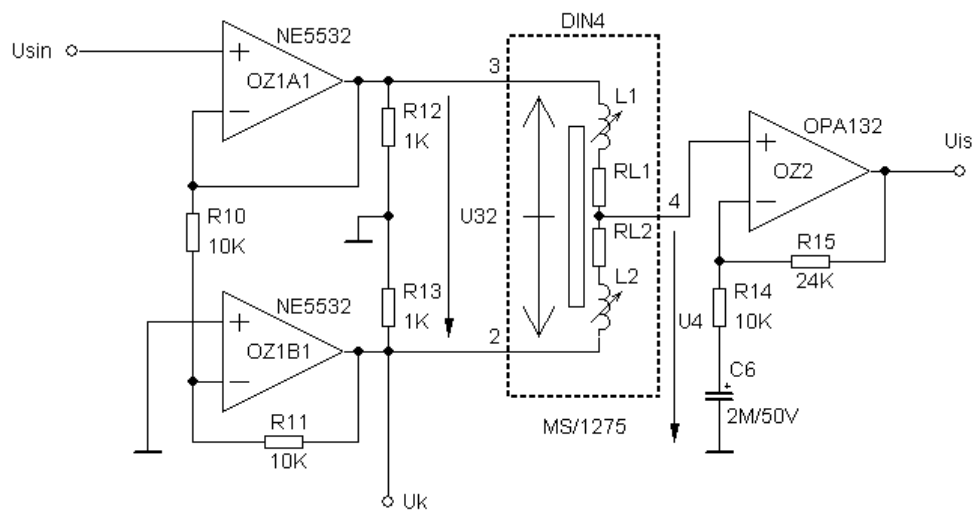 DIN4
NE5532
Usin
+
OZ1A1
−
3
L1
R12
1K
OPA132
+
OZ2
−
Uis
RL1
4
R10
10K
U32
RL2
R15
24K
NE5532
R13
1K
L2
R14
10K
U4
+
OZ1B1
−
2
C6
+
2M/50V
R11
10K
MS/1275
Uk